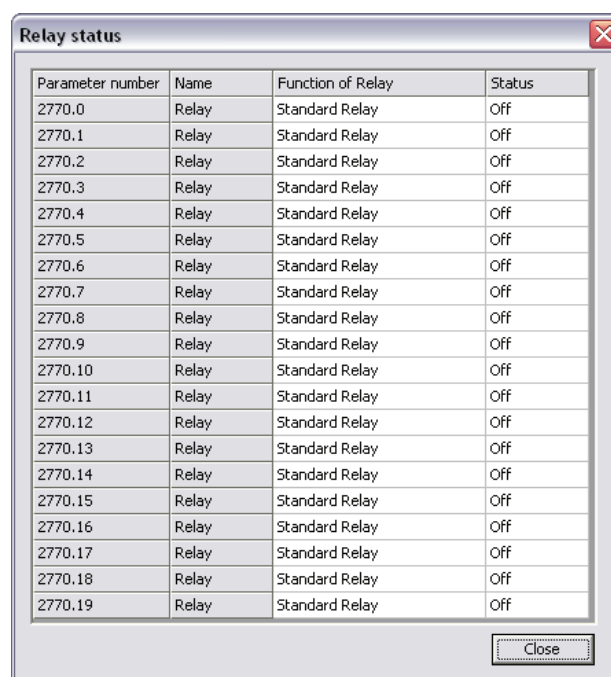 Relay status
Parameter number Name Function of Relay Status
2770.0 Relay Standard Relay Off
2770.1 Relay Standard Relay Off
2770.2 Relay Standard Relay Off
2770.3 Relay Standard Relay Off
2770.4 Relay Standard Relay Off
2770.5 Relay Standard Relay Off
2770.6 Relay Standard Relay Off
2770.7 Relay Standard Relay Off
2770.8 Relay Standard Relay Off
2770.9 Relay Standard Relay Off
2770.10 Relay Standard Relay Off
2770.11 Relay Standard Relay Off
2770.12 Relay Standard Relay Off
2770.13 Relay Standard Relay Off
2770.14 Relay Standard Relay Off
2770.15 Relay Standard Relay Off
2770.16 Relay Standard Relay Off
2770.17 Relay Standard Relay Off
2770.18 Relay Standard Relay Off
2770.19 Relay Standard Relay Off
Close